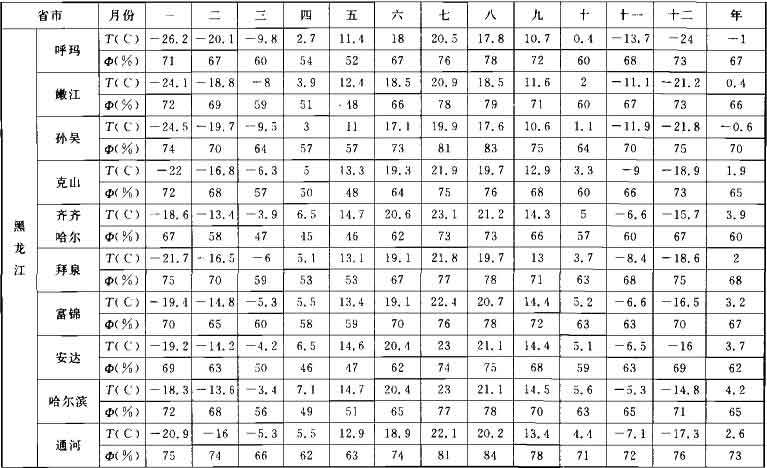 省市 月份 一 二 三 四 五 六 七 八 九 十 十一 十二 年
黑龙江
呼玛 T(C) -26.2 -20.1 -9.8 2.7 11.4 18 20.5 17.8 10.7 0.4 -13.7 -24 -1
Φ(%) 71 67 60 54 52 67 76 78 72 60 68 73 67
嫩江 T(C) -24.1 -18.8 -8 3.9 12.4 18.5 20.9 18.5 11.6 2 -11.1 -21.2 0.4
Φ(%) 72 69 59 51 48 66 78 79 71 60 67 73 66
孙吴 T(C) -24.5 -19.7 -9.5 3 11 17.1 19.9 17.6 10.6 1.1 -11.9 -21.8 -0.6
Φ(%) 74 70 64 57 57 73 81 83 75 64 70 75 70
克山 T(C) -22 -16.8 -6.3 5 13.3 19.3 21.9 19.7 12.9 3.3 -9 -18.9 1.9
Φ(%) 72 68 57 50 48 64 75 76 68 60 66 73 65
齐齐 T(C) -18.6 -13.4 -3.9 6.5 14.7 20.6 23.1 21.2 14.3 5 -6.6 -15.7 3.9
哈尔 Φ(%) 67 58 47 45 46 62 73 73 66 57 60 67 60
拜泉 T(C) -21.7 -16.5 -6 5.1 13.1 19.1 21.8 19.7 13 3.7 -8.4 -18.6 2
Φ(%) 75 70 59 53 53 67 77 78 71 63 68 75 68
富锦 T(C) -19.4 -14.8 -5.3 5.5 13.4 19.1 22.4 20.7 14.4 5.2 -6.6 -16.5 3.2
Φ(%) 70 65 60 58 59 70 76 78 72 63 63 70 67
安达 T(C) -19.2 -14.2 -4.2 6.5 14.6 20.4 23 21.1 14.4 5.1 -6.5 -16 3.7
Φ(%) 69 63 50 46 47 62 74 75 68 59 63 69 62
哈尔滨 T(C) -18.3 -13.6 -3.4 7.1 14.7 20.4 23 21.1 14.5 5.6 -5.3 -14.8 4.2
Φ(%) 72 68 56 49 51 65 77 78 70 63 65 71 65
通河 T(C) -20.9 -16 -5.3 5.5 12.9 18.9 22.1 20.2 13.4 4.4 -7.1 -17.3 2.6
Φ(%) 75 74 66 62 63 74 81 84 78 71 72 76 73